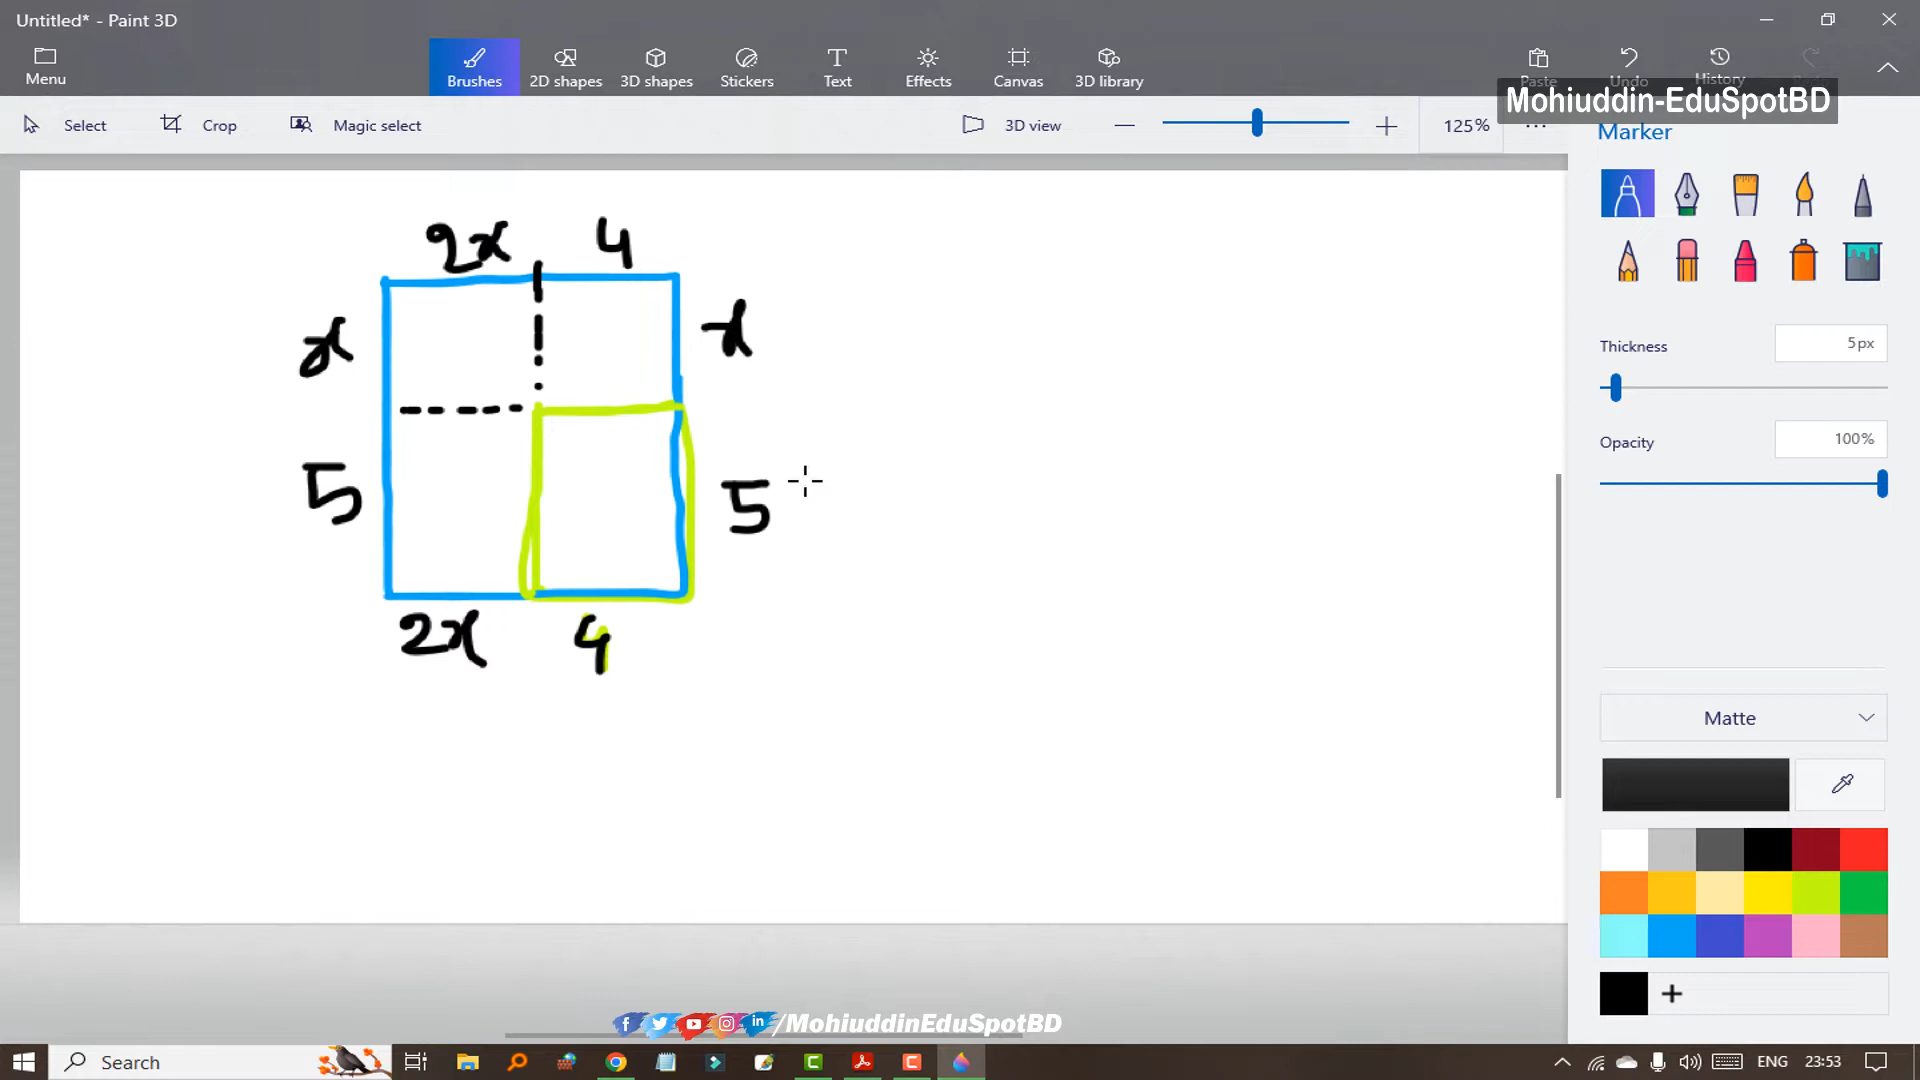 Untitled* - Paint 3D
Menu
Brushes
2D shapes
3D shapes
Stickers
Text
Effects
Canvas
3D library
Paste
Undo
History
Mohiuddin-EduSpotBD
Select
Crop
Magic select
3D view
125%
Marker
2x 4
x x
Thickness 5px
Opacity 100%
5 5
2x 4
Matte
/MohiuddinEduSpotBD
Search
ENG 23:53